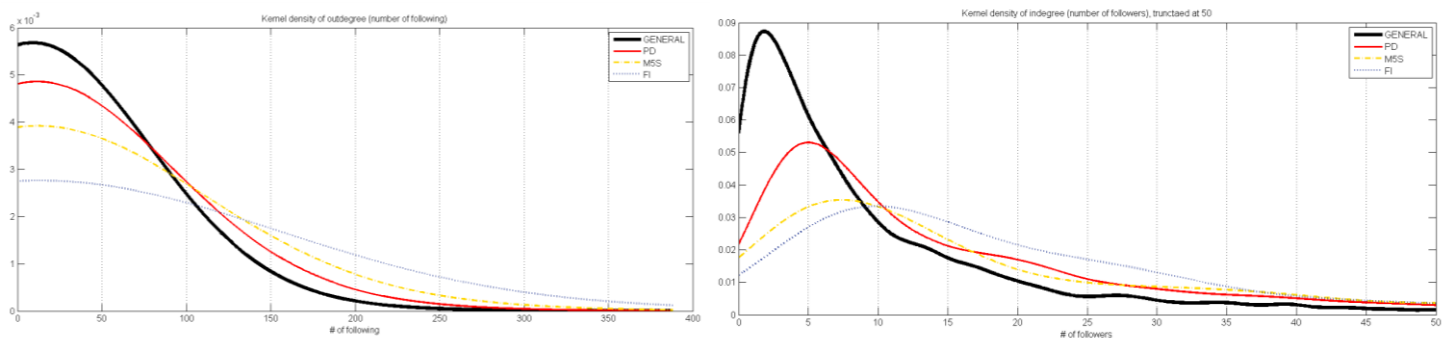 Kernel density of outdegree (number of following)
x 10⁻³
6
5
4
3
2
1
0
0 50 100 150 200 250 300 350 400
# of following
GENERAL
PD
M5S
FI
Kernel density of indegree (number of followers), trunctaed at 50
0.09
0.08
0.07
0.06
0.05
0.04
0.03
0.02
0.01
0
0 5 10 15 20 25 30 35 40 45 50
# of followers
GENERAL
PD
M5S
FI